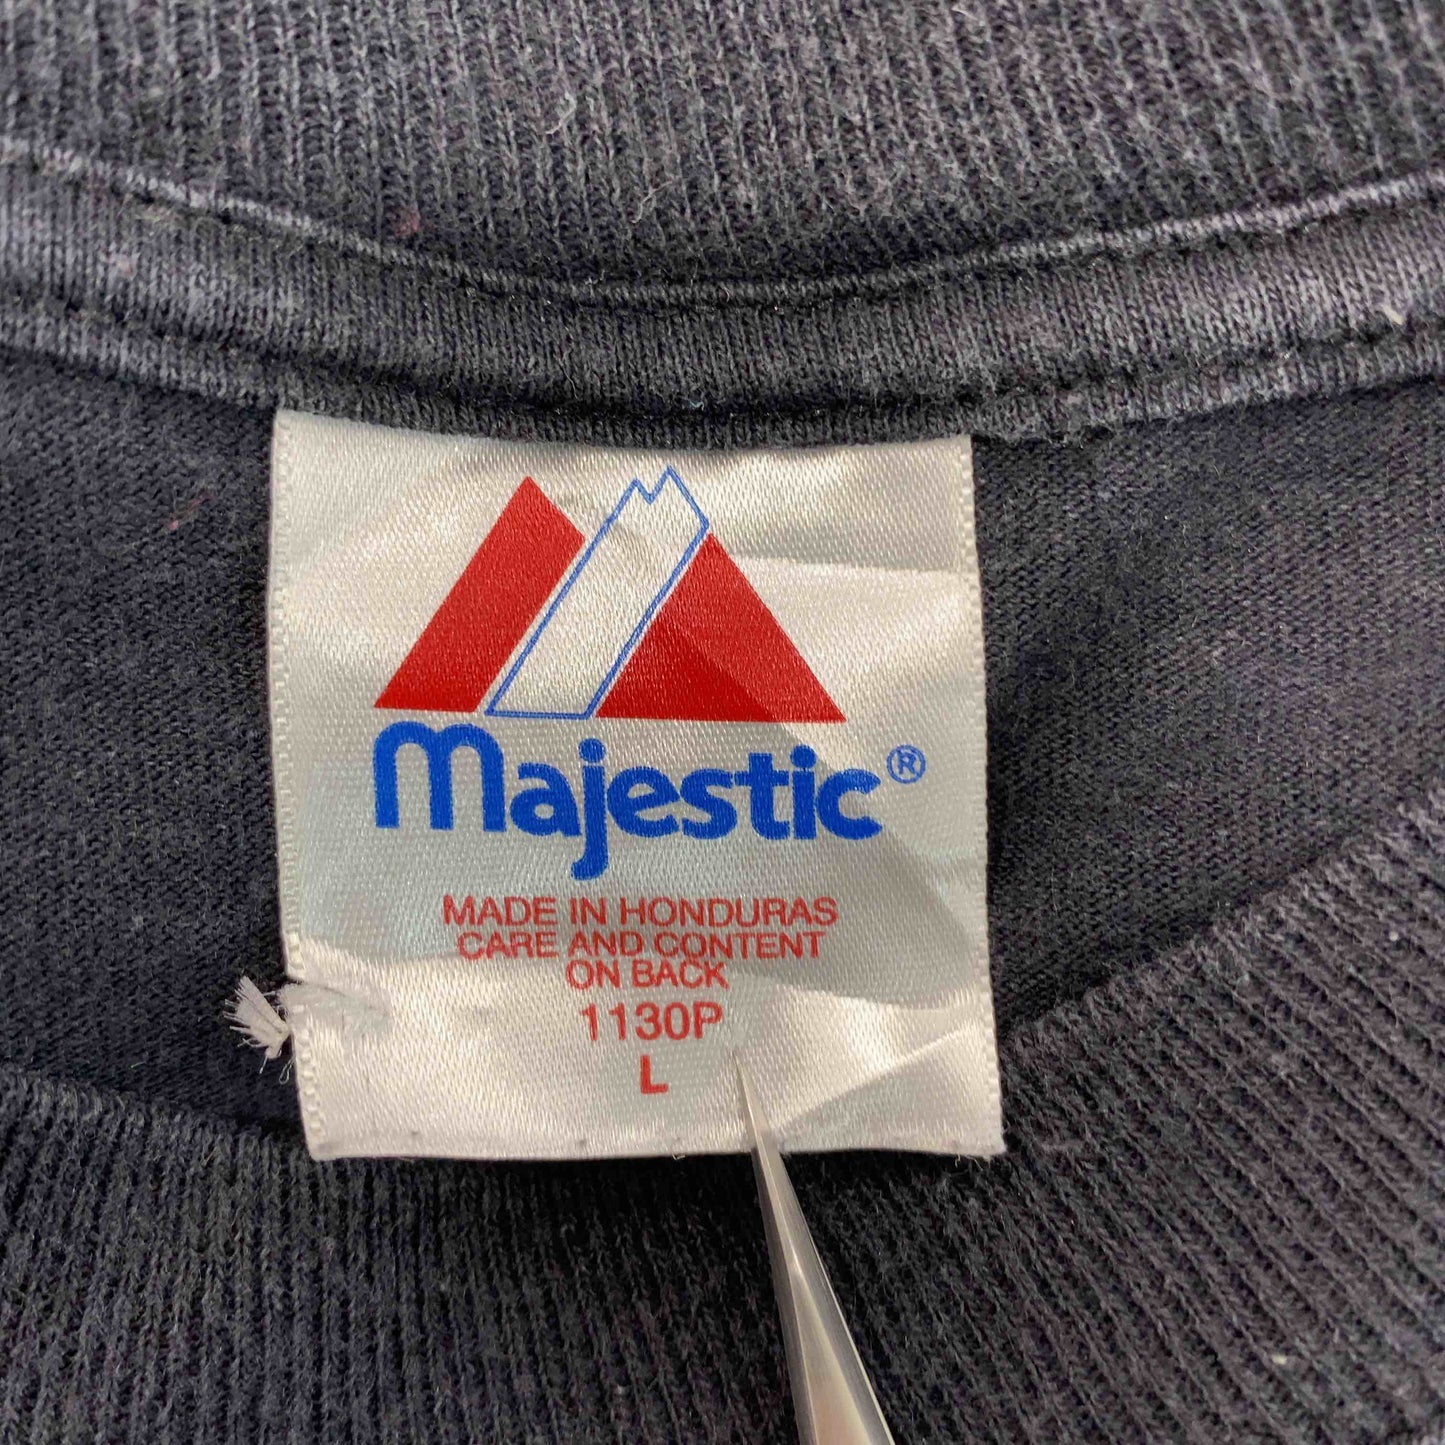 Majestic®
MADE IN HONDURAS
CARE AND CONTENT
ON BACK
1130P
L